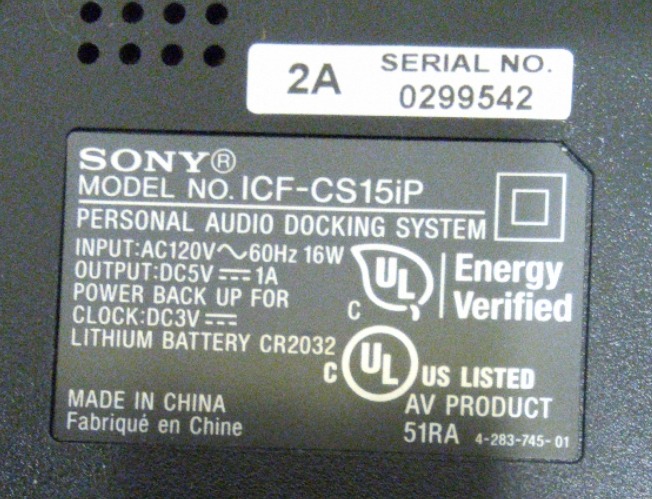 2A SERIAL NO.
0299542
SONY®
MODEL NO. ICF-CS15iP
PERSONAL AUDIO DOCKING SYSTEM
INPUT:AC120V~60Hz 16W
OUTPUT:DC5V ⎓ 1A
POWER BACK UP FOR
CLOCK:DC3V ⎓
LITHIUM BATTERY CR2032
C UL Energy
Verified
C UL US LISTED
AV PRODUCT
51RA 4-283-745-01
MADE IN CHINA
Fabriqué en Chine